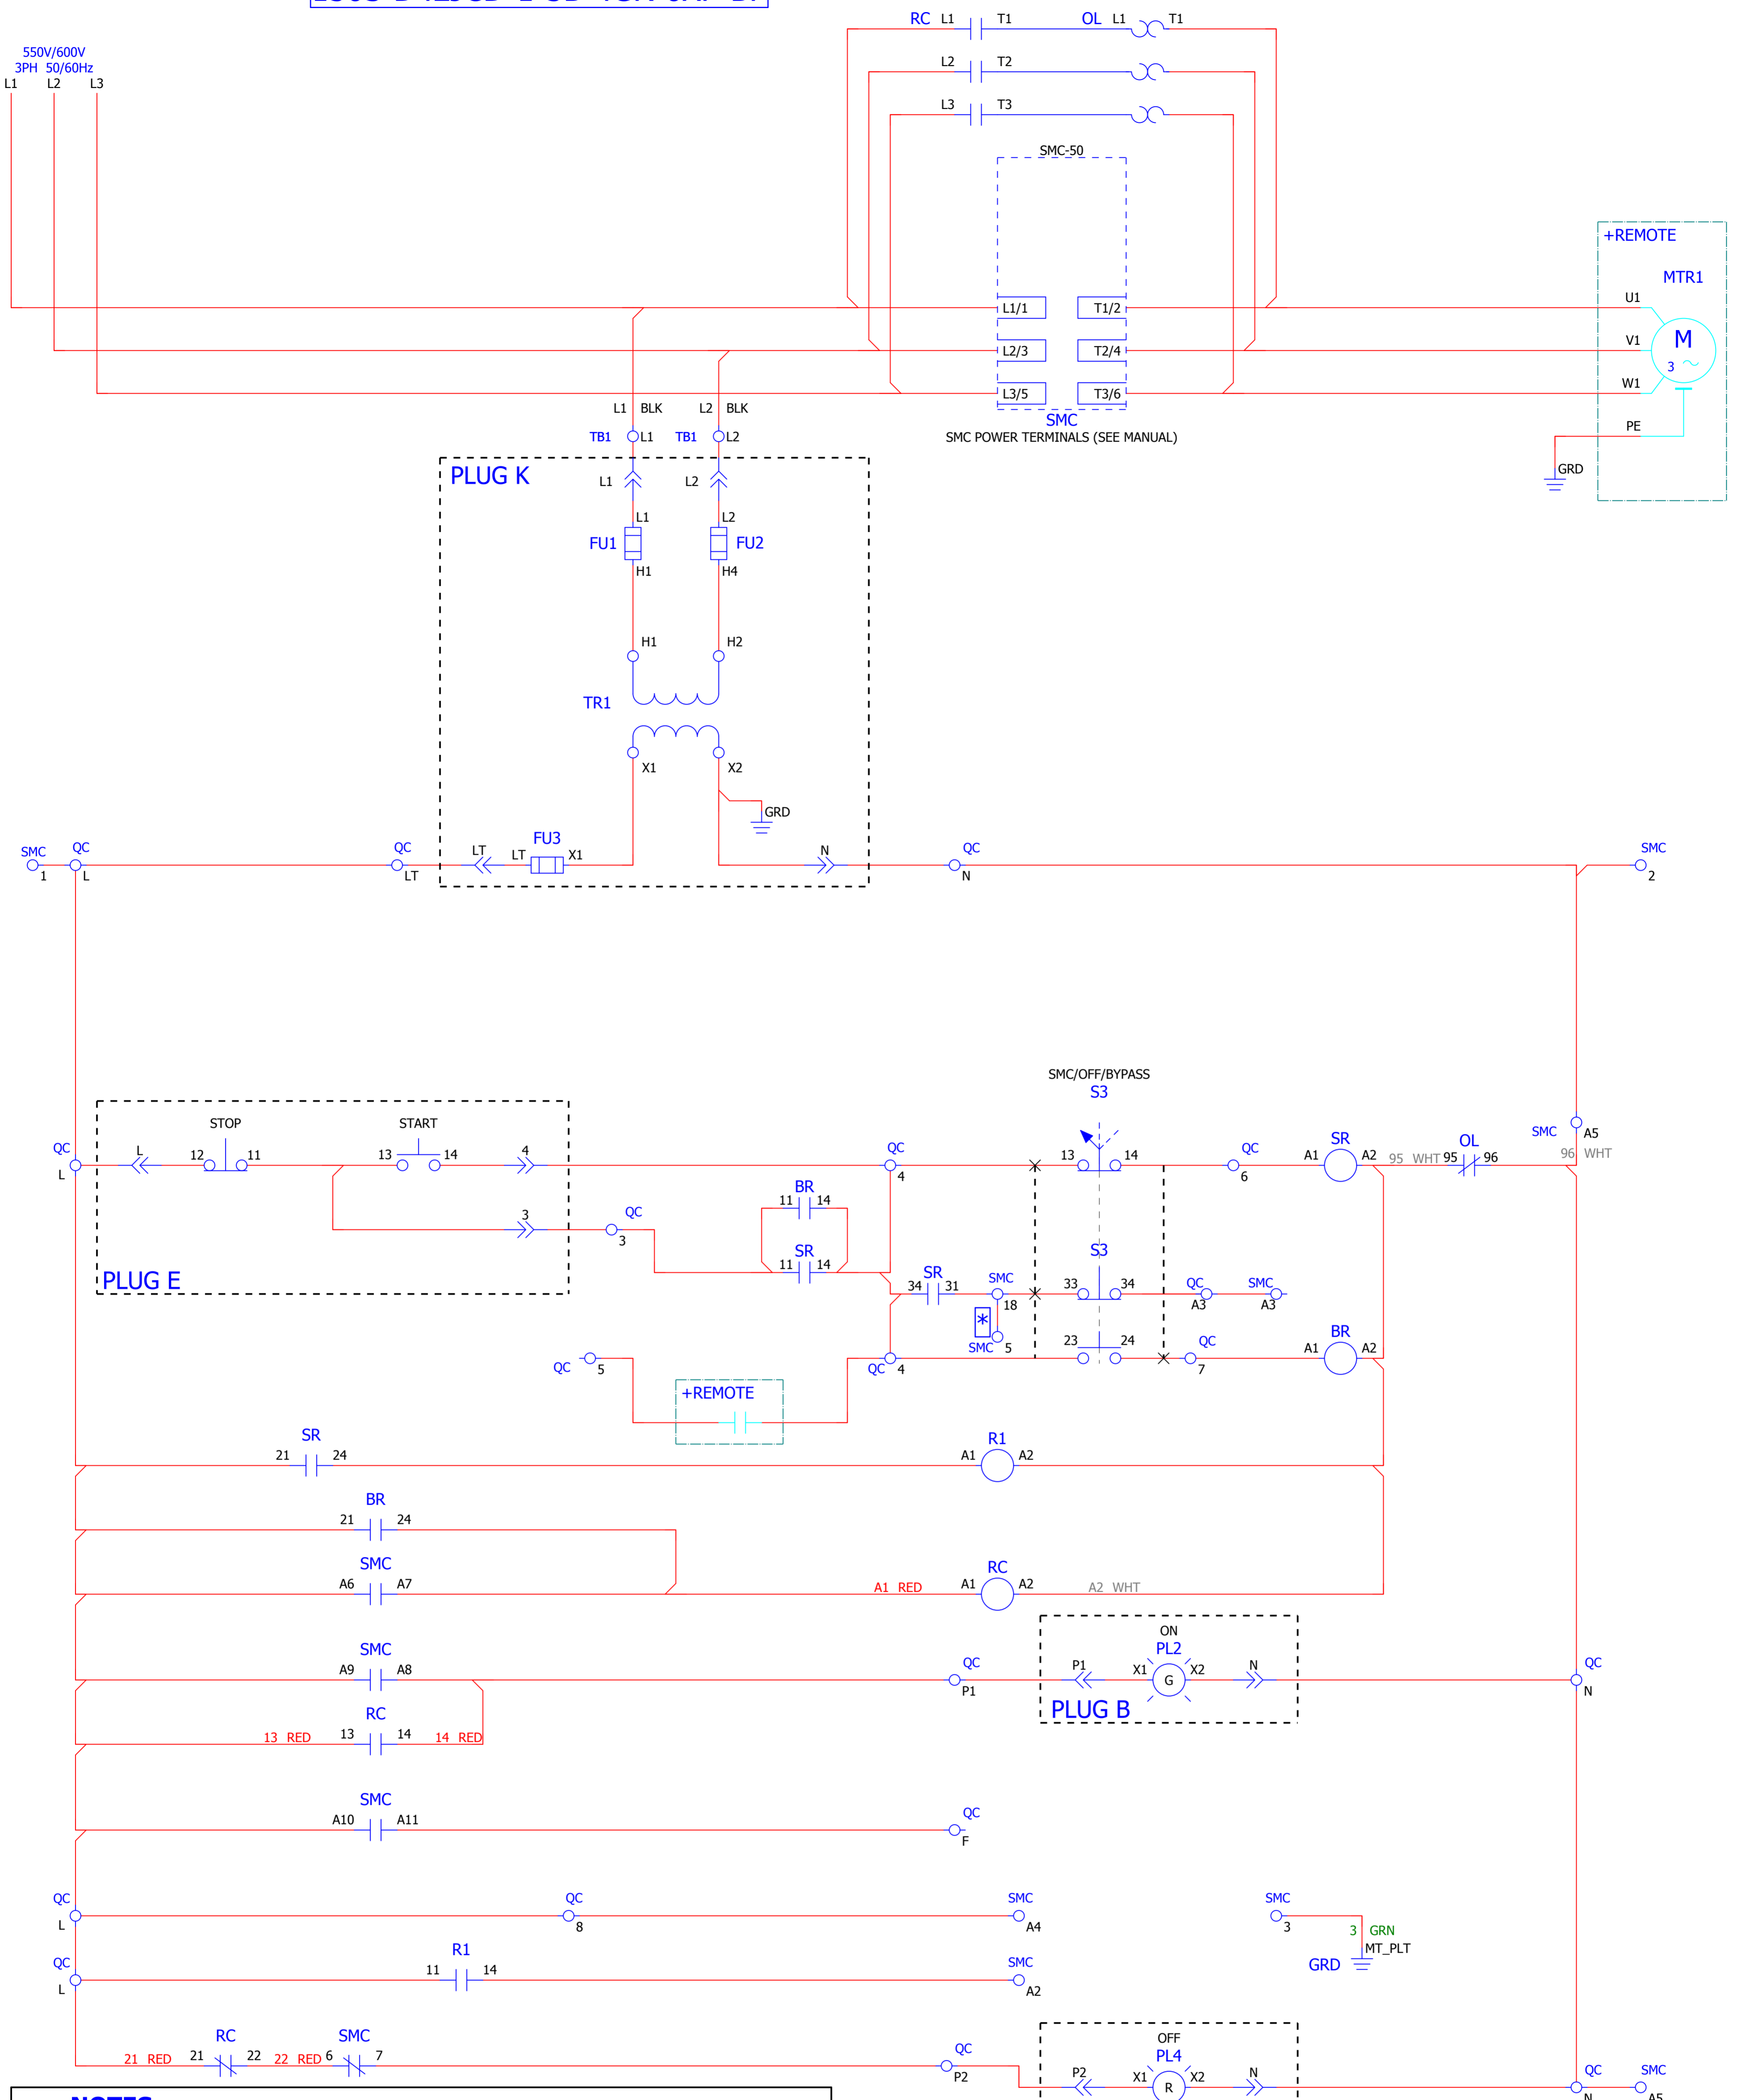 550V/600V
3PH 50/60Hz
L1 L2 L3
RC L1 T1 OL L1 T1
L2 T2
L3 T3
SMC-50
L1/1 T1/2
L2/3 T2/4
L3/5 T3/6
SMC
SMC POWER TERMINALS (SEE MANUAL)
+REMOTE
MTR1
U1
V1
W1
M
3
PE
GRD
L1 BLK L2 BLK
TB1 L1 TB1 L2
PLUG K
L1 L2
L1 L2
FU1 FU2
H1 H4
H1 H2
TR1
X1 X2
GRD
FU3
SMC QC QC LT LT X1 N QC SMC
1 L LT N 2
SMC/OFF/BYPASS
S3
STOP START
QC L 12 11 13 14 4 QC 13 14 QC SR OL SMC A5
L 4 6 A1 A2 95 WHT 95 96 96 WHT
BR
11 14
3 QC
3
SR S3
11 14
PLUG E
SR SMC QC SMC
34 31 18 33 34 A3 A3
*
SMC 5
23 24 QC BR
QC 5 QC 4 7 A1 A2
+REMOTE
SR R1
21 24 A1 A2
BR
21 24
SMC RC
A6 A7 A1 RED A1 A2 A2 WHT
ON
SMC PL2
A9 A8 QC P1 P1 X1 G X2 N QC N
PLUG B
RC
13 RED 13 14 14 RED
SMC
A10 A11 QC F
QC L QC 8 SMC A4 SMC 3
3 GRN
MT_PLT
GRD
QC L R1 11 14 SMC A2
OFF
RC SMC PL4
21 RED 21 22 22 RED 6 7 QC P2 P2 X1 R X2 N QC N SMC A5
NOTES